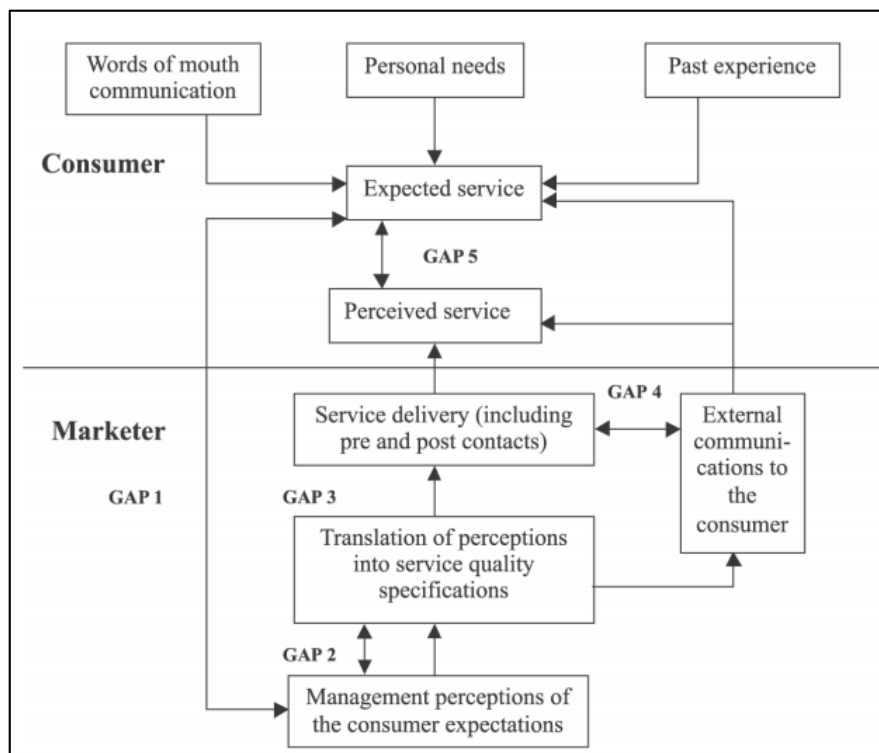 Words of mouth
communication
Personal needs
Past experience
Consumer
Expected service
GAP 5
Perceived service
GAP 4
Marketer
Service delivery (including
pre and post contacts)
External
communi-
cations to
the
consumer
GAP 1
GAP 3
Translation of perceptions
into service quality
specifications
GAP 2
Management perceptions of
the consumer expectations